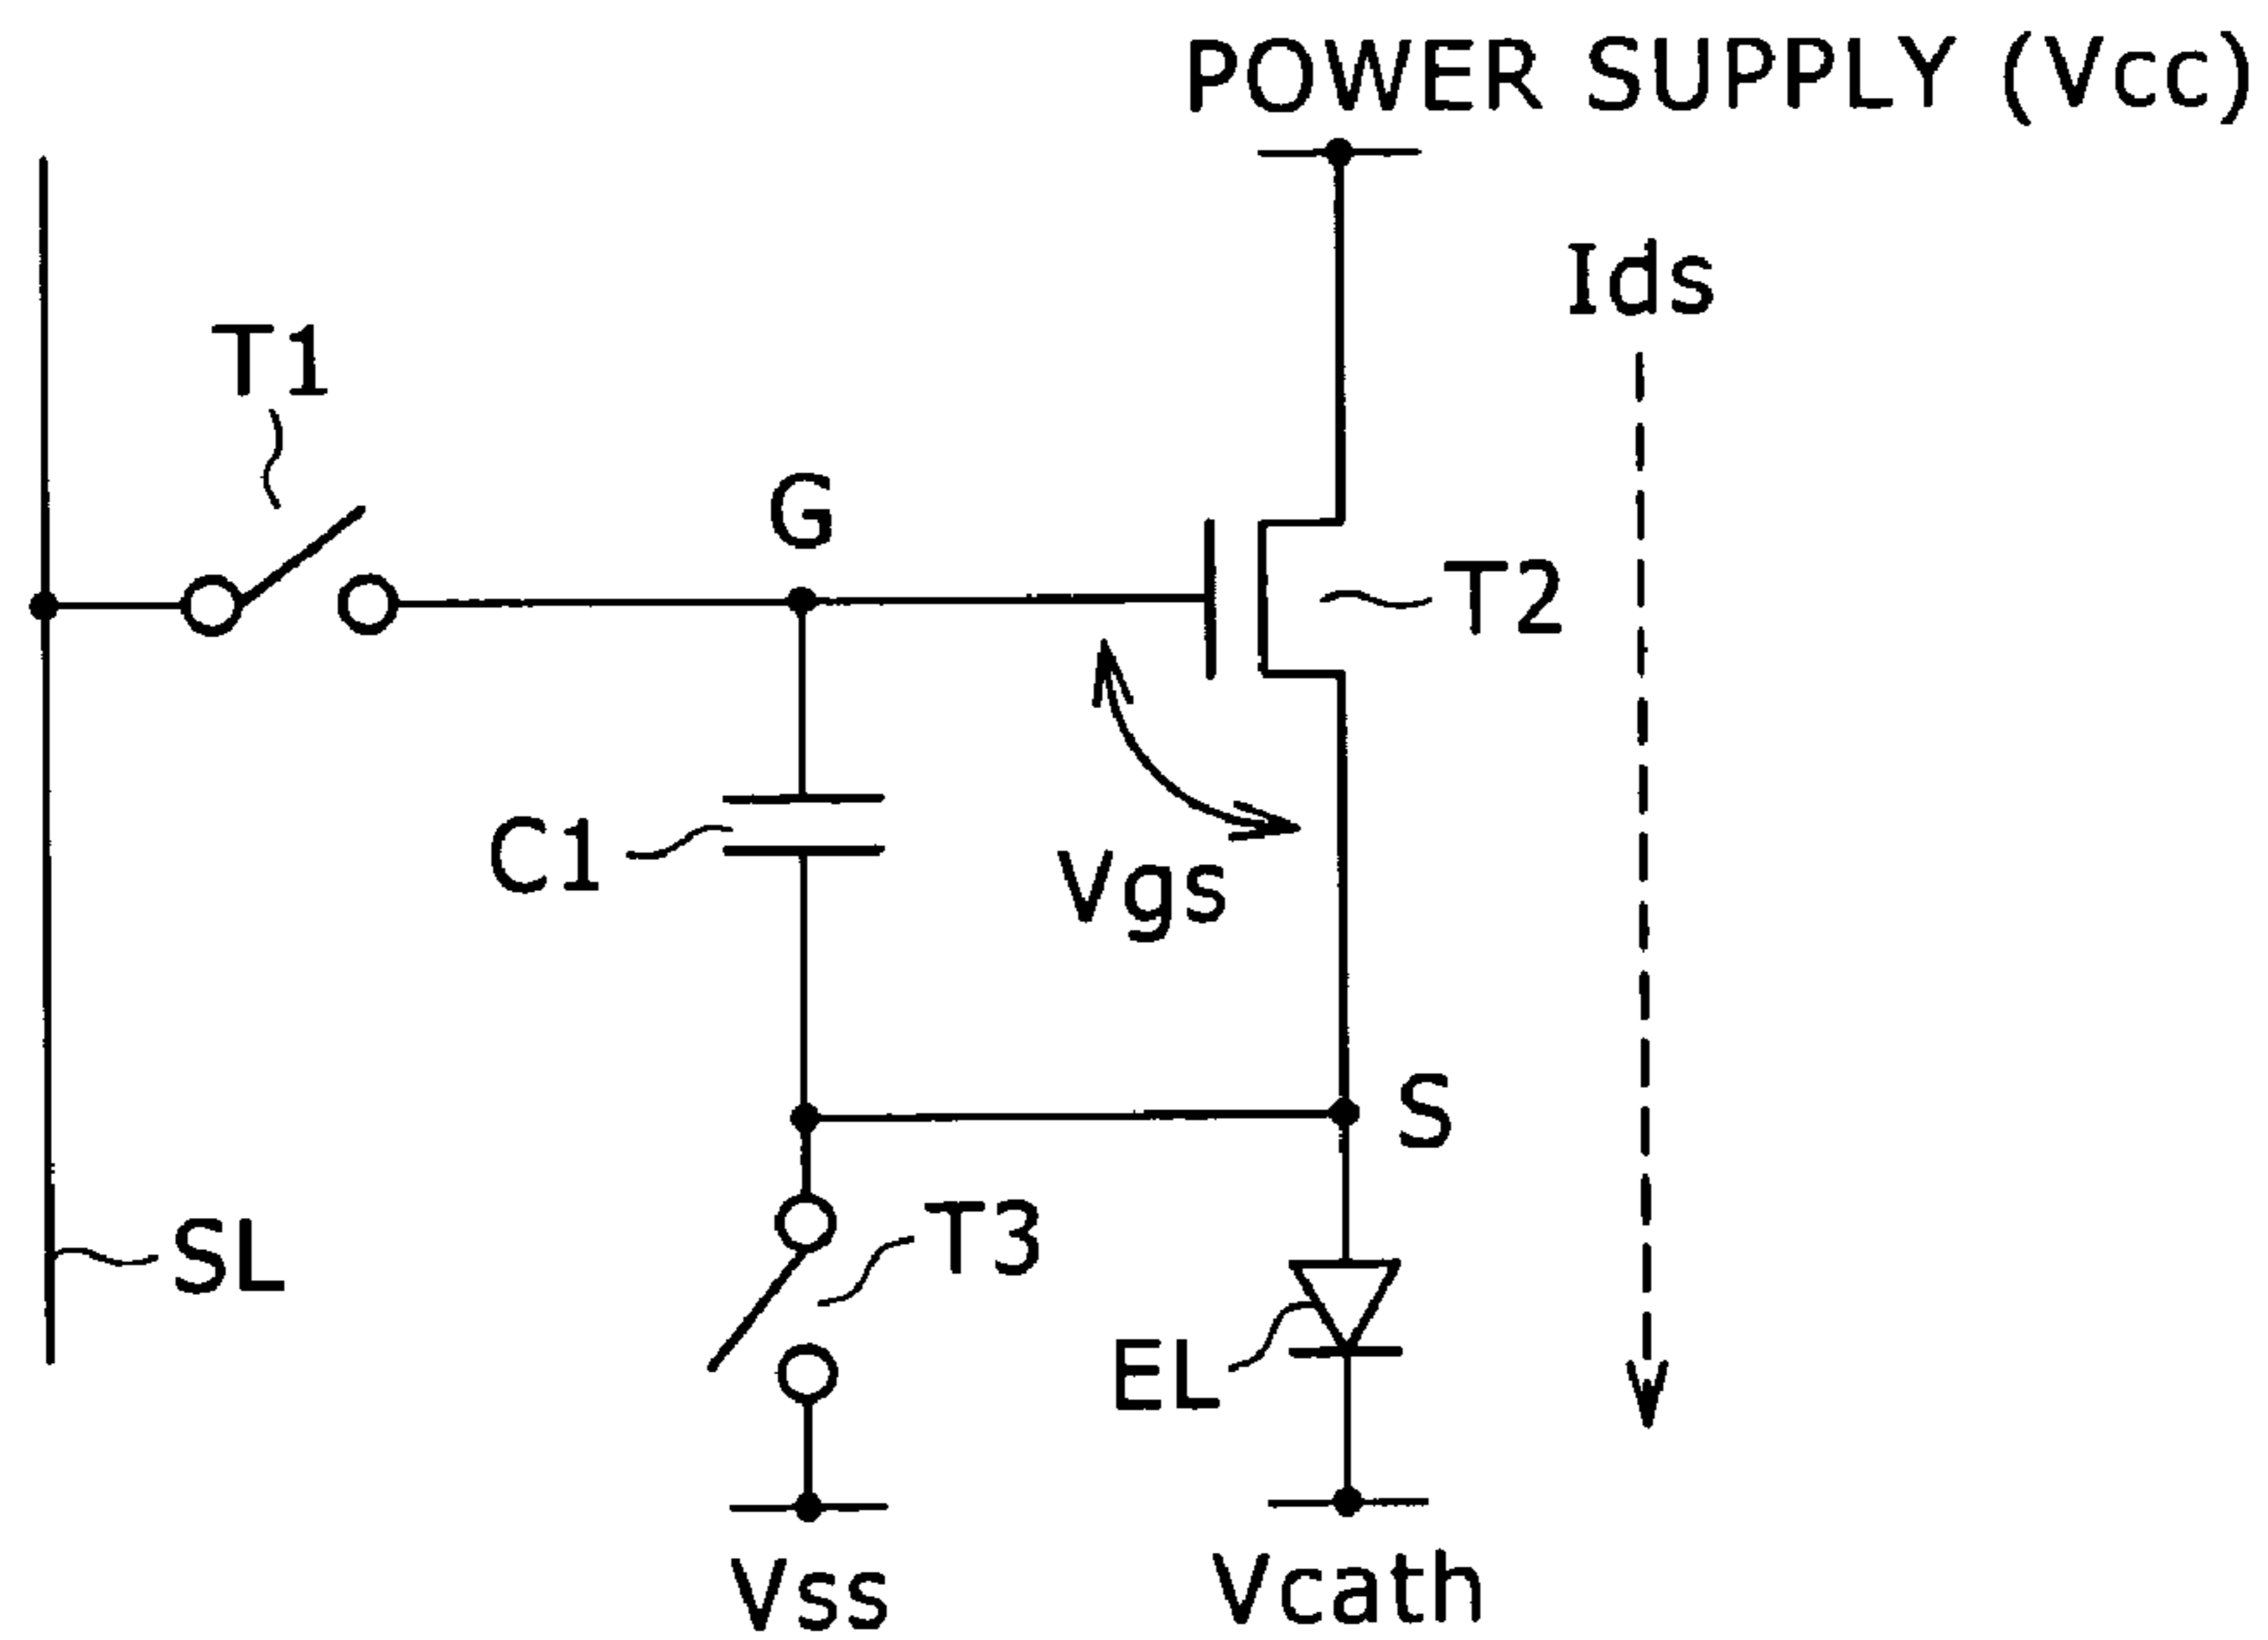 POWER SUPPLY (Vcc)
Ids
T1
G
T2
C1
Vgs
S
T3
SL
EL
Vss
Vcath